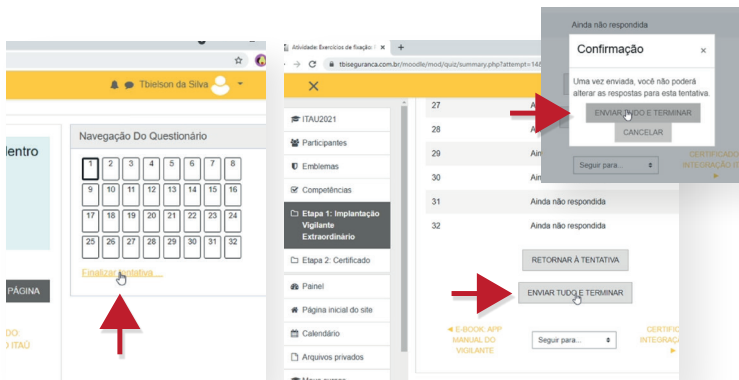 Tbielson da Silva
Navegação Do Questionário
1 2 3 4 5 6 7 8
9 10 11 12 13 14 15 16
17 18 19 20 21 22 23 24
25 26 27 28 29 30 31 32
Finalizar tentativa ...
PÁGINA
Atividade: Exercícios de fixação
tbiseguranca.com.br/moodle/mod/quiz/summary.php?attempt=148
ITAU2021
Participantes
Emblemas
Competências
Etapa 1: Implantação
Vigilante
Extraordinário
Etapa 2: Certificado
Painel
Página inicial do site
Calendário
Arquivos privados
27
28
29
30
31 Ainda não respondida
32 Ainda não respondida
RETORNAR À TENTATIVA
ENVIAR TUDO E TERMINAR
◄ E-BOOK: APP
MANUAL DO
VIGILANTE
Seguir para...
Ainda não respondida
Confirmação ×
Uma vez enviada, você não poderá
alterar as respostas para esta tentativa.
ENVIAR TUDO E TERMINAR
CANCELAR
Seguir para...
CERTIFICADO
INTEGRAÇÃO